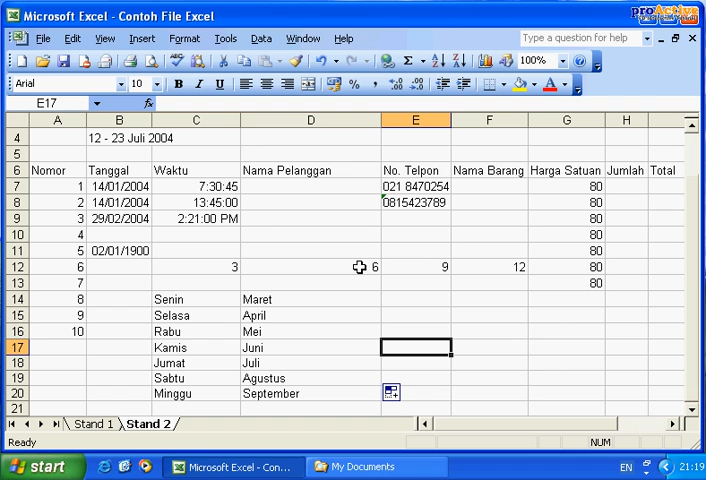 Microsoft Excel - Contoh File Excel
proActive
File Edit View Insert Format Tools Data Window Help Type a question for help
100%
Arial 10 B I U
E17 fx
A B C D E F G H I
4 12 - 23 Juli 2004
5
6 Nomor Tanggal Waktu Nama Pelanggan No. Telpon Nama Barang Harga Satuan Jumlah Total
7 1 14/01/2004 7:30:45 021 8470254 80
8 2 14/01/2004 13:45:00 0815423789 80
9 3 29/02/2004 2:21:00 PM 80
10 4 80
11 5 02/01/1900 80
12 6 3 6 9 12 80
13 7 80
14 8 Senin Maret
15 9 Selasa April
16 10 Rabu Mei
17 Kamis Juni
18 Jumat Juli
19 Sabtu Agustus
20 Minggu September
21
Stand 1 Stand 2
Ready NUM
start Microsoft Excel - Con... My Documents EN 21:19